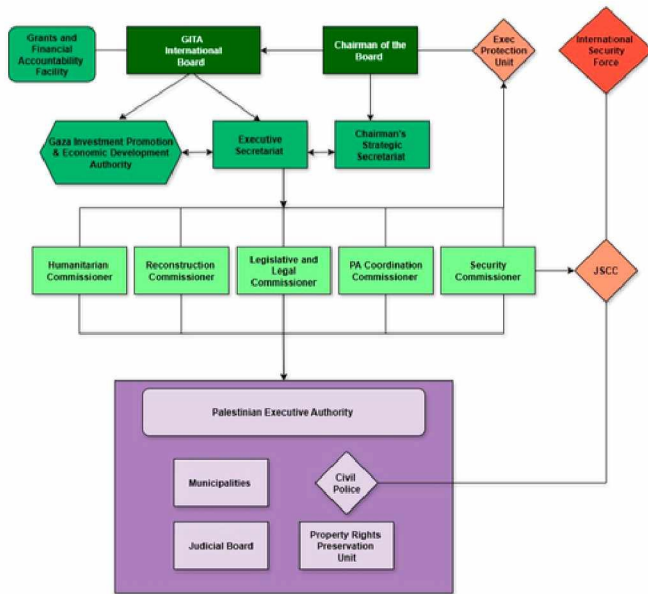 Grants and
Financial
Accountability
Facility
GITA
International
Board
Chairman of the
Board
Exec
Protection
Unit
International
Security
Force
Gaza Investment Promotion
& Economic Development
Authority
Executive
Secretariat
Chairman's
Strategic
Secretariat
Humanitarian
Commissioner
Reconstruction
Commissioner
Legislative and
Legal
Commissioner
PA Coordination
Commissioner
Security
Commissioner
JSCC
Palestinian Executive Authority
Municipalities
Civil
Police
Judicial Board
Property Rights
Preservation
Unit